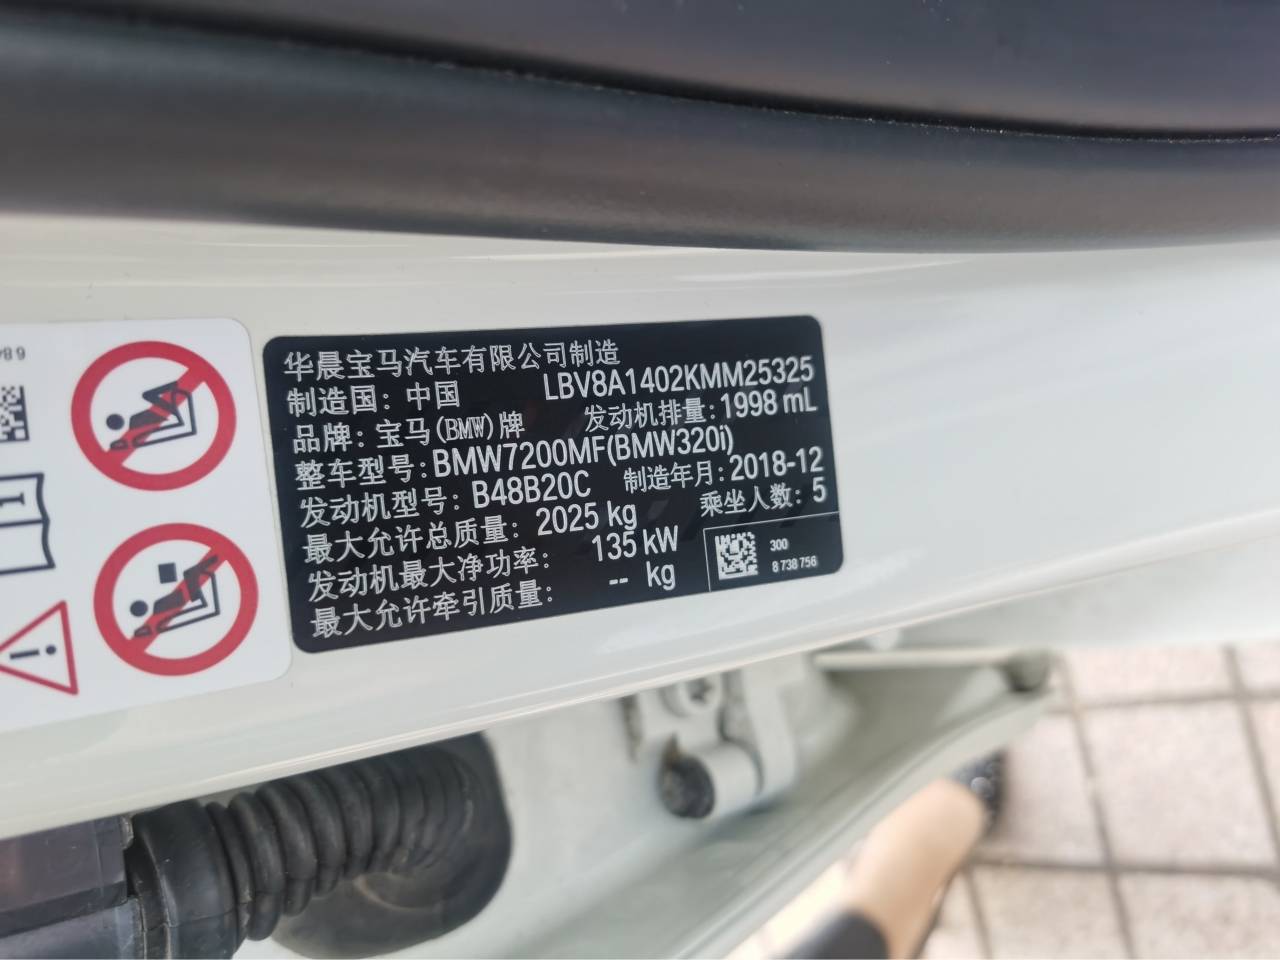 华晨宝马汽车有限公司制造
制造国: 中国 LBV8A1402KMM25325
品牌: 宝马(BMW)牌 发动机排量: 1998 mL
整车型号: BMW7200MF(BMW320i)
发动机型号: B48B20C 制造年月: 2018-12
最大允许总质量: 2025 kg 乘坐人数: 5
发动机最大净功率: 135 kW
最大允许牵引质量: -- kg
300
8 738 756